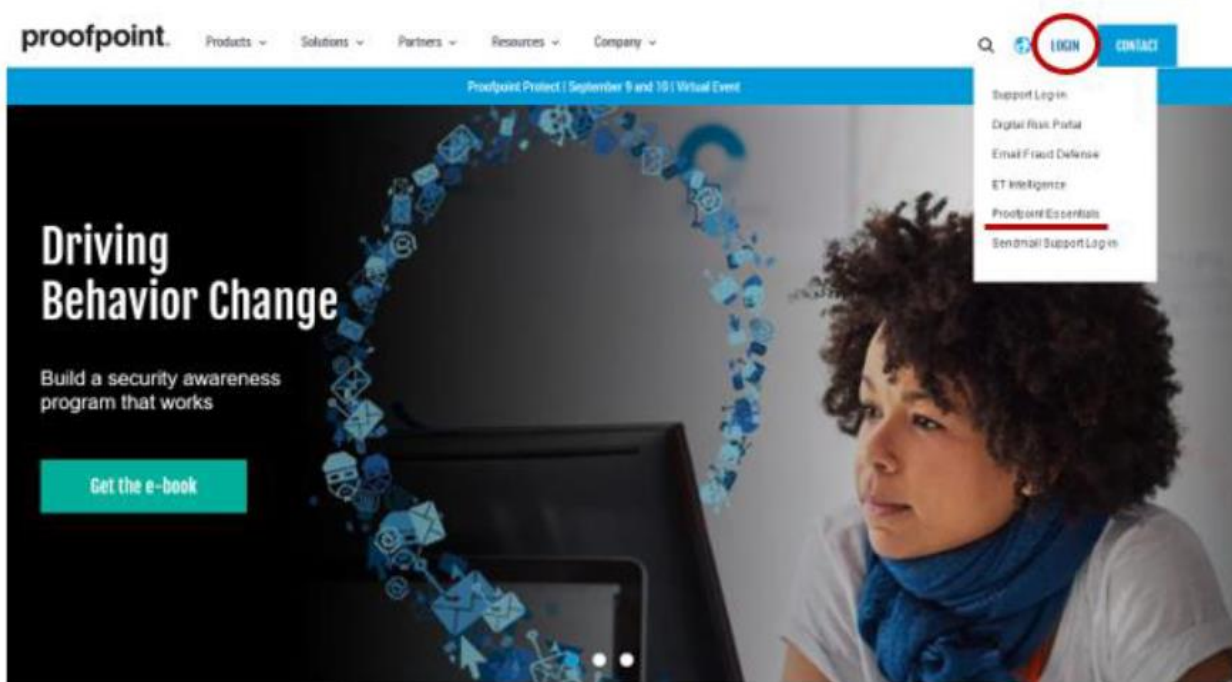 proofpoint.
Products
Solutions
Partners
Resources
Company
LOGIN
CONTACT
Proofpoint Protect | September 9 and 10 | Virtual Event
Support Log-in
Digital Risk Portal
Email Fraud Defense
ET Intelligence
Proofpoint Essentials
Sendmail Support Log-in
Driving
Behavior Change
Build a security awareness
program that works
Get the e-book